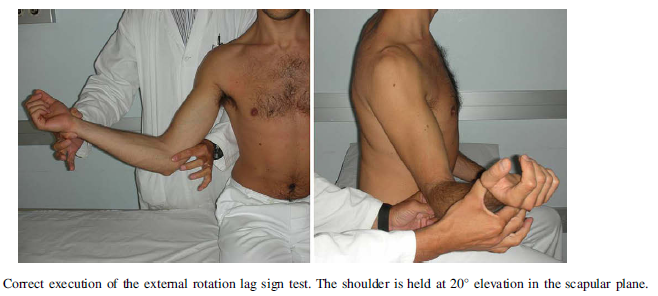 Correct execution of the external rotation lag sign test. The shoulder is held at 20° elevation in the scapular plane.